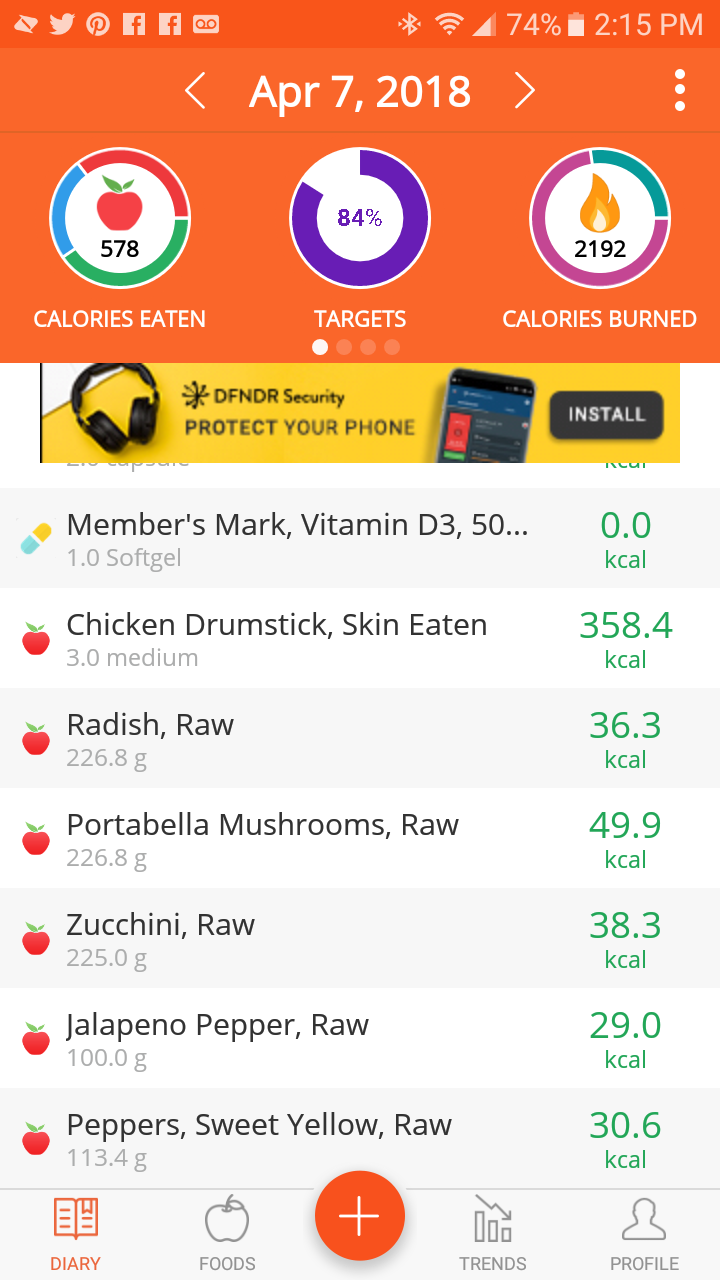 74% 2:15 PM
Apr 7, 2018
578
84%
2192
CALORIES EATEN
TARGETS
CALORIES BURNED
DFNDR Security
PROTECT YOUR PHONE
INSTALL
2.0 capsule
kcal
Member's Mark, Vitamin D3, 50...
1.0 Softgel
0.0
kcal
Chicken Drumstick, Skin Eaten
3.0 medium
358.4
kcal
Radish, Raw
226.8 g
36.3
kcal
Portabella Mushrooms, Raw
226.8 g
49.9
kcal
Zucchini, Raw
225.0 g
38.3
kcal
Jalapeno Pepper, Raw
100.0 g
29.0
kcal
Peppers, Sweet Yellow, Raw
113.4 g
30.6
kcal
DIARY
FOODS
TRENDS
PROFILE